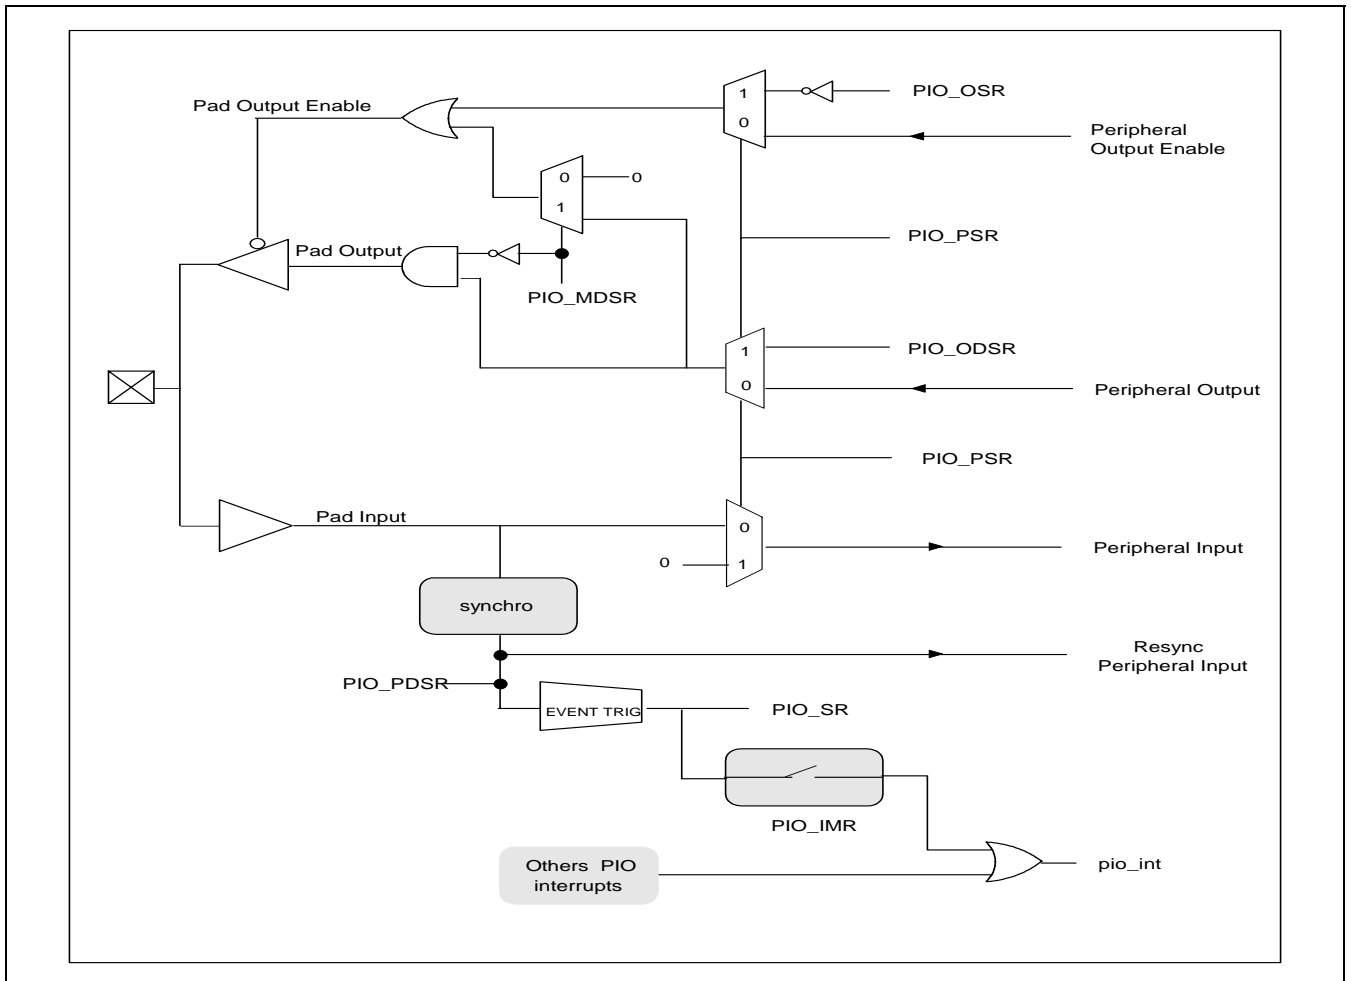 1
PIO_OSR
Pad Output Enable
0
Peripheral
Output Enable
0
0
1
PIO_PSR
Pad Output
PIO_MDSR
1
PIO_ODSR
0
Peripheral Output
PIO_PSR
Pad Input
0
Peripheral Input
0
1
synchro
Resync
Peripheral Input
PIO_PDSR
EVENT TRIG
PIO_SR
PIO_IMR
Others PIO
interrupts
pio_int